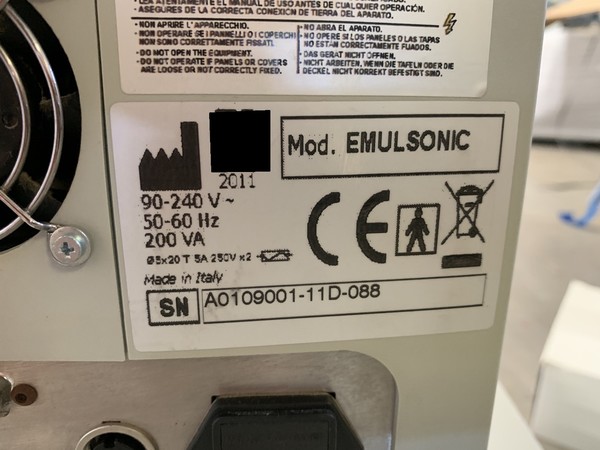 LEA ATENTAMENTE EL MANUAL DE USO ANTES DE CUALQUIER OPERACIÓN.
-ASEGURES DE LA CORRECTA CONEXIÓN DE TIERRA DEL APARATO.
-NON APRIRE L'APPARECCHIO.
-NON OPERARE SE I PANNELLI O I COPERCHI
NON SONO CORRETTAMENTE FISSATI.
-DO NOT OPEN THE EQUIPMENT.
-DO NOT OPERATE IF PANELS OR COVERS
ARE LOOSE OR NOT CORRECTLY FIXED.
-NO ABRA EL APARATO.
-NO OPERE SI LOS PANELES O LAS TAPAS
NO ESTÁN CORRECTAMENTE FIJADOS.
-DAS GERÄT NICHT ÖFFNEN.
-NICHT ARBEITEN, WENN DIE TAFELN ODER DIE
DECKEL NICHT KORREKT BEFESTIGT SIND.
2011
Mod. EMULSONIC
90-240 V ~
50-60 Hz
200 VA
Ø5x20 T 5A 250V x2
CE
Made in Italy
SN A0109001-11D-088